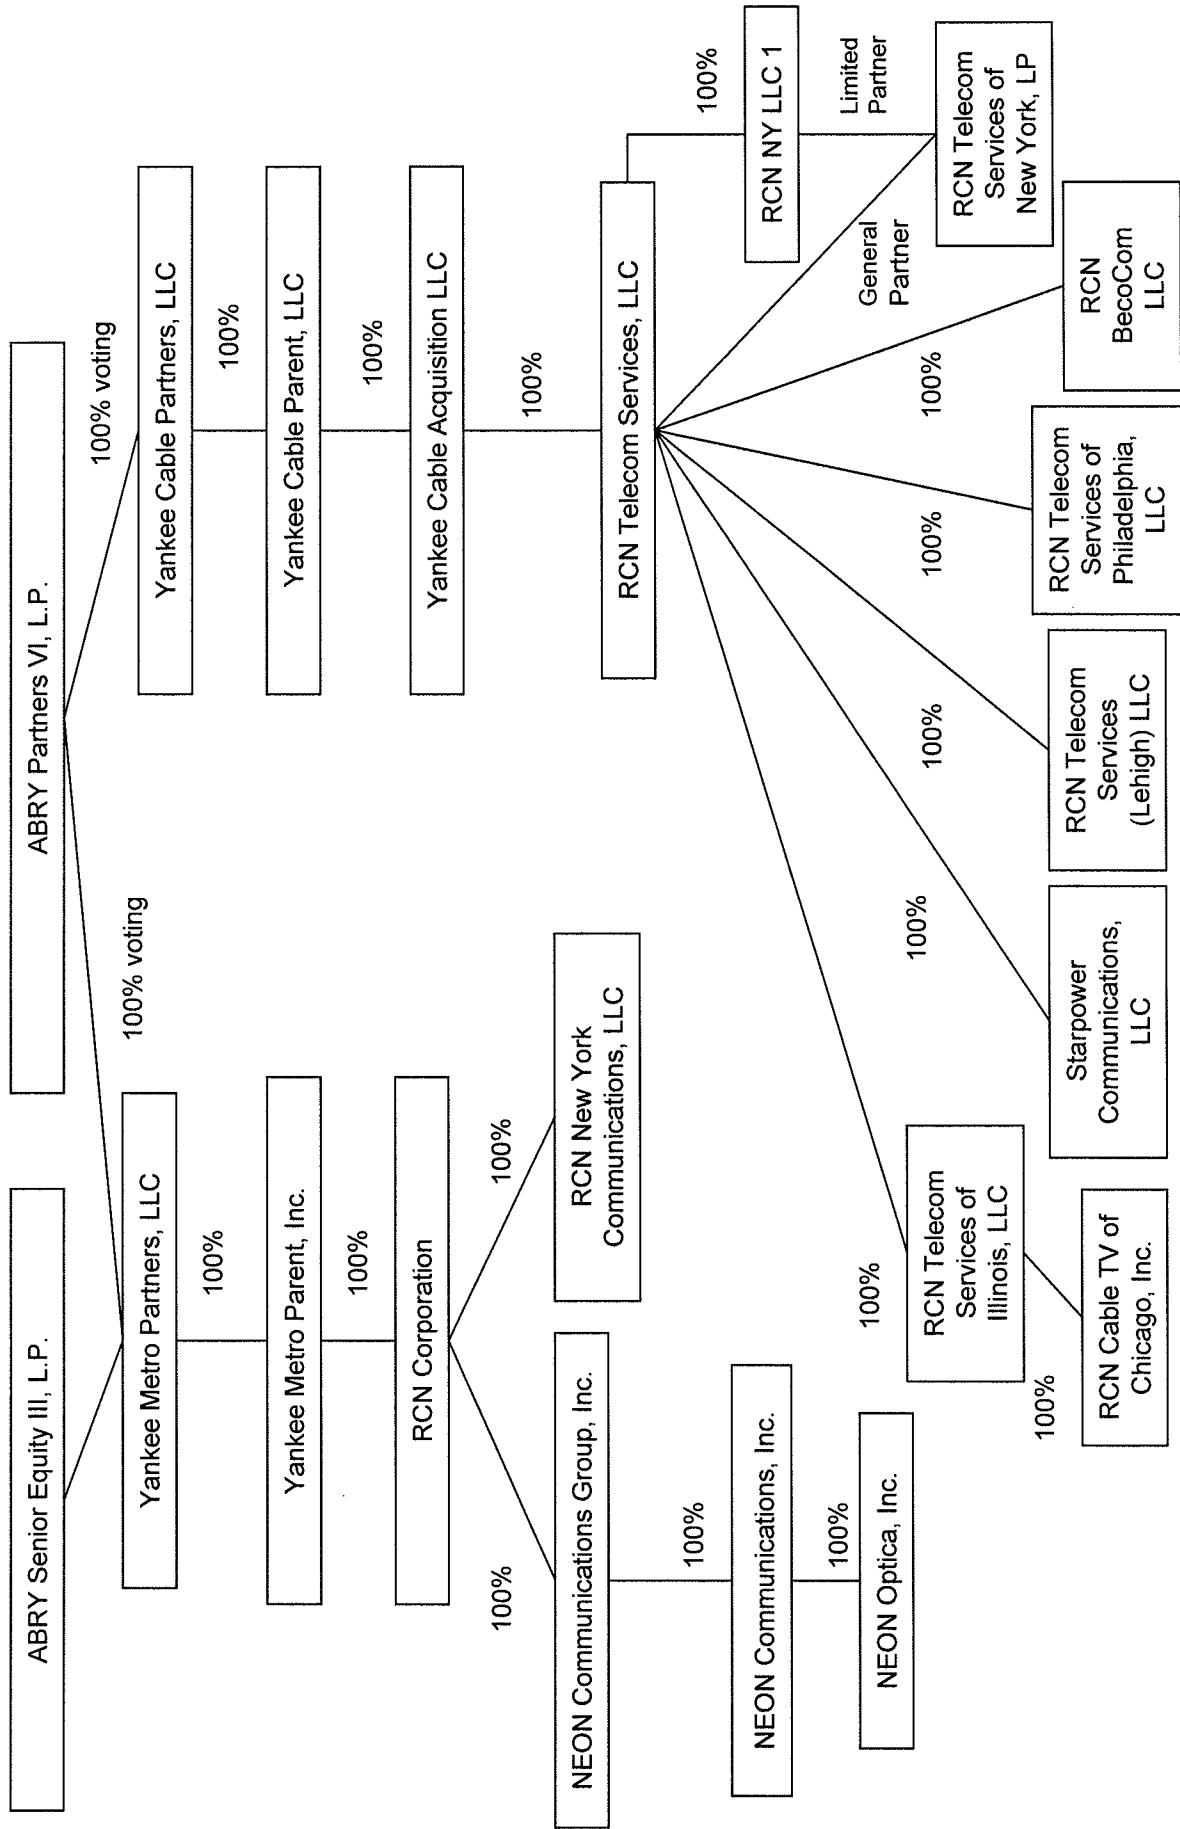 ABRY Senior Equity III, L.P.
ABRY Partners VI, L.P.
100% voting
100% voting
Yankee Metro Partners, LLC
Yankee Cable Partners, LLC
100%
100%
Yankee Metro Parent, Inc.
Yankee Cable Parent, LLC
100%
100%
RCN Corporation
Yankee Cable Acquisition LLC
100%
100%
100%
NEON Communications Group, Inc.
RCN New York
Communications, LLC
RCN Telecom Services, LLC
100%
100%
NEON Communications, Inc.
RCN NY LLC 1
100%
General
Partner
Limited
Partner
NEON Optica, Inc.
100%
100%
100%
100%
100%
RCN Telecom
Services of
Illinois, LLC
RCN Telecom
Services of
New York, LP
100%
RCN Cable TV of
Chicago, Inc.
Starpower
Communications,
LLC
RCN Telecom
Services
(Lehigh) LLC
RCN Telecom
Services of
Philadelphia,
LLC
RCN
BecoCom
LLC